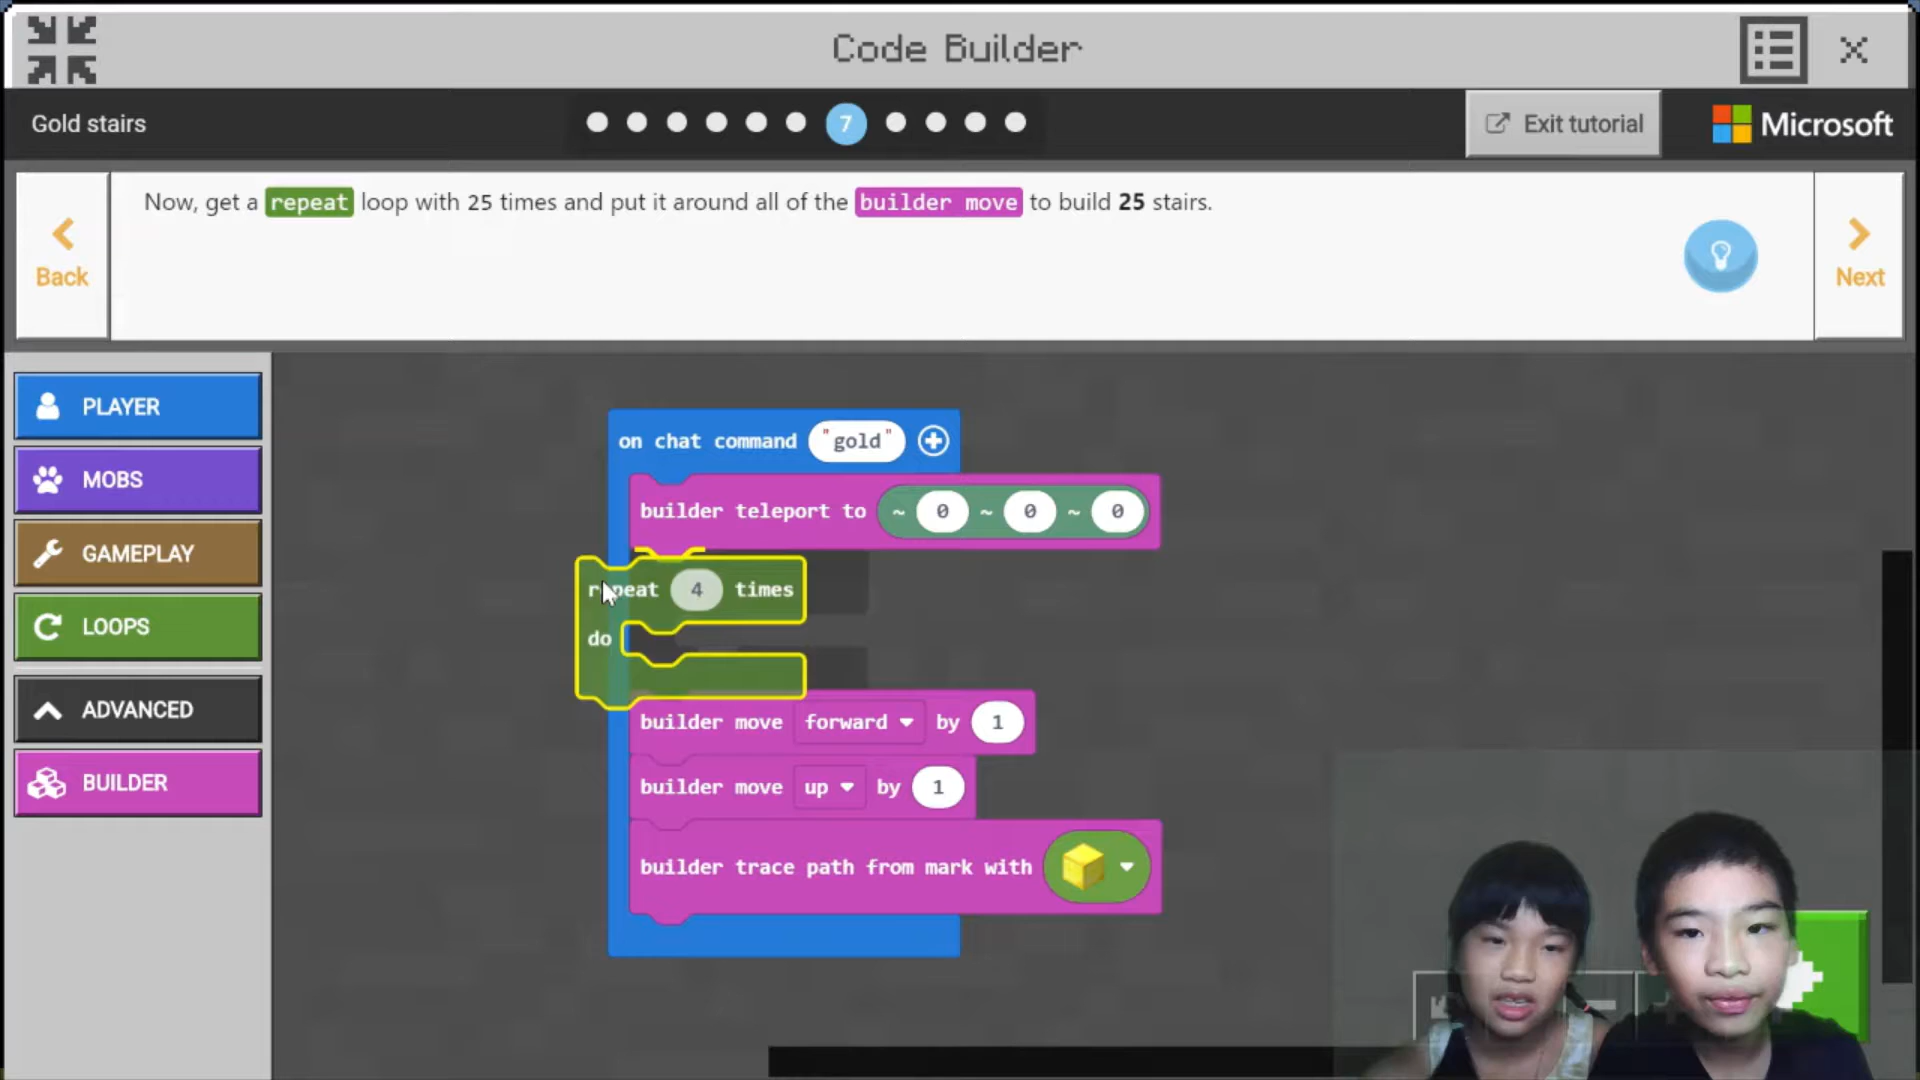 Code Builder
Gold stairs
7
Exit tutorial
Microsoft
Now, get a repeat loop with 25 times and put it around all of the builder move to build 25 stairs.
Back
Next
PLAYER
MOBS
GAMEPLAY
LOOPS
ADVANCED
BUILDER
on chat command "gold"
builder teleport to ~ 0 ~ 0 ~ 0
repeat 4 times
do
builder move forward by 1
builder move up by 1
builder trace path from mark with